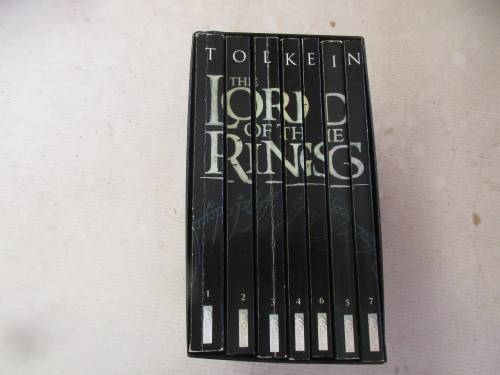 TOLKEIN
THE
LORD
OF THE
RINGS
1 2 3 4 6 5 7